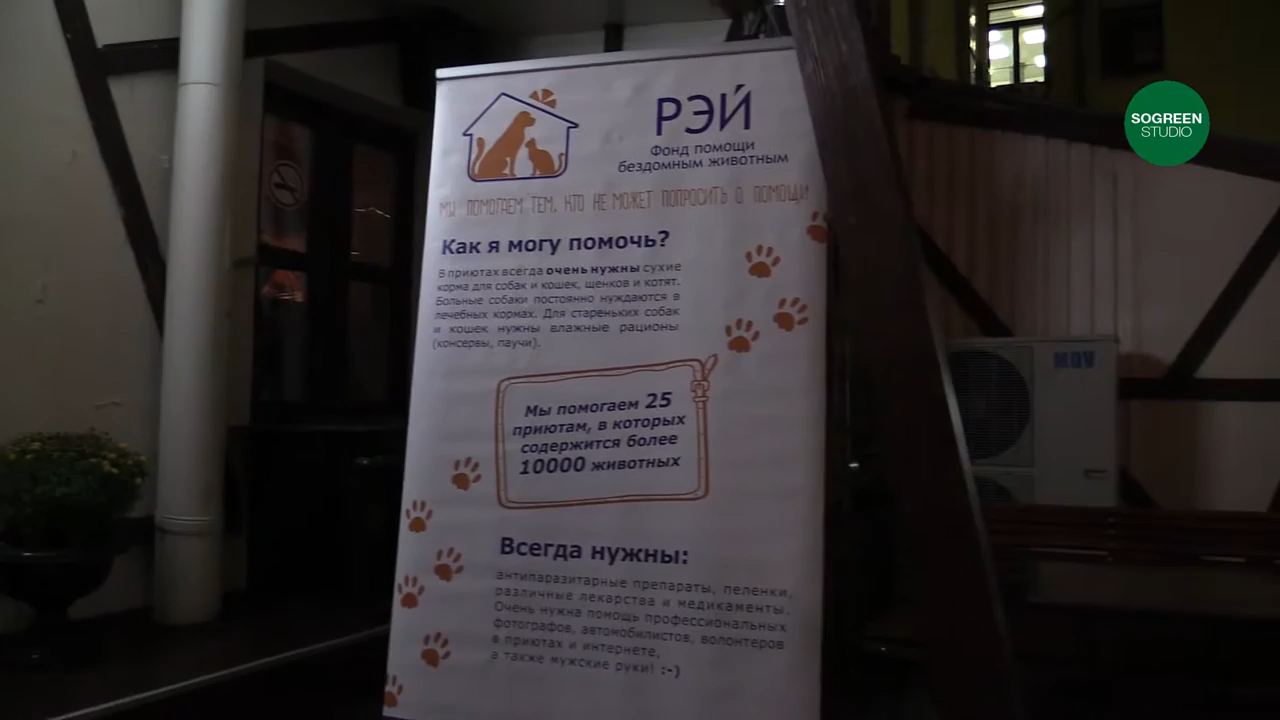 SOGREEN
STUDIO
РЭЙ
Фонд помощи
бездомным животным
МЫ ПОМОГАЕМ ТЕМ, КТО НЕ МОЖЕТ ПОПРОСИТЬ О ПОМОЩИ
Как я могу помочь?
В приютах всегда очень нужны сухие
корма для собак и кошек, щенков и котят.
Больные собаки постоянно нуждаются в
лечебных кормах. Для стареньких собак
и кошек нужны влажные рационы
(консервы, паучи).
Мы помогаем 25
приютам, в которых
содержится более
10000 животных
Всегда нужны:
антипаразитарные препараты, пеленки,
различные лекарства и медикаменты.
Очень нужна помощь профессиональных
фотографов, автомобилистов, волонтеров
в приютах и интернете,
а также мужские руки! :-)
MDV